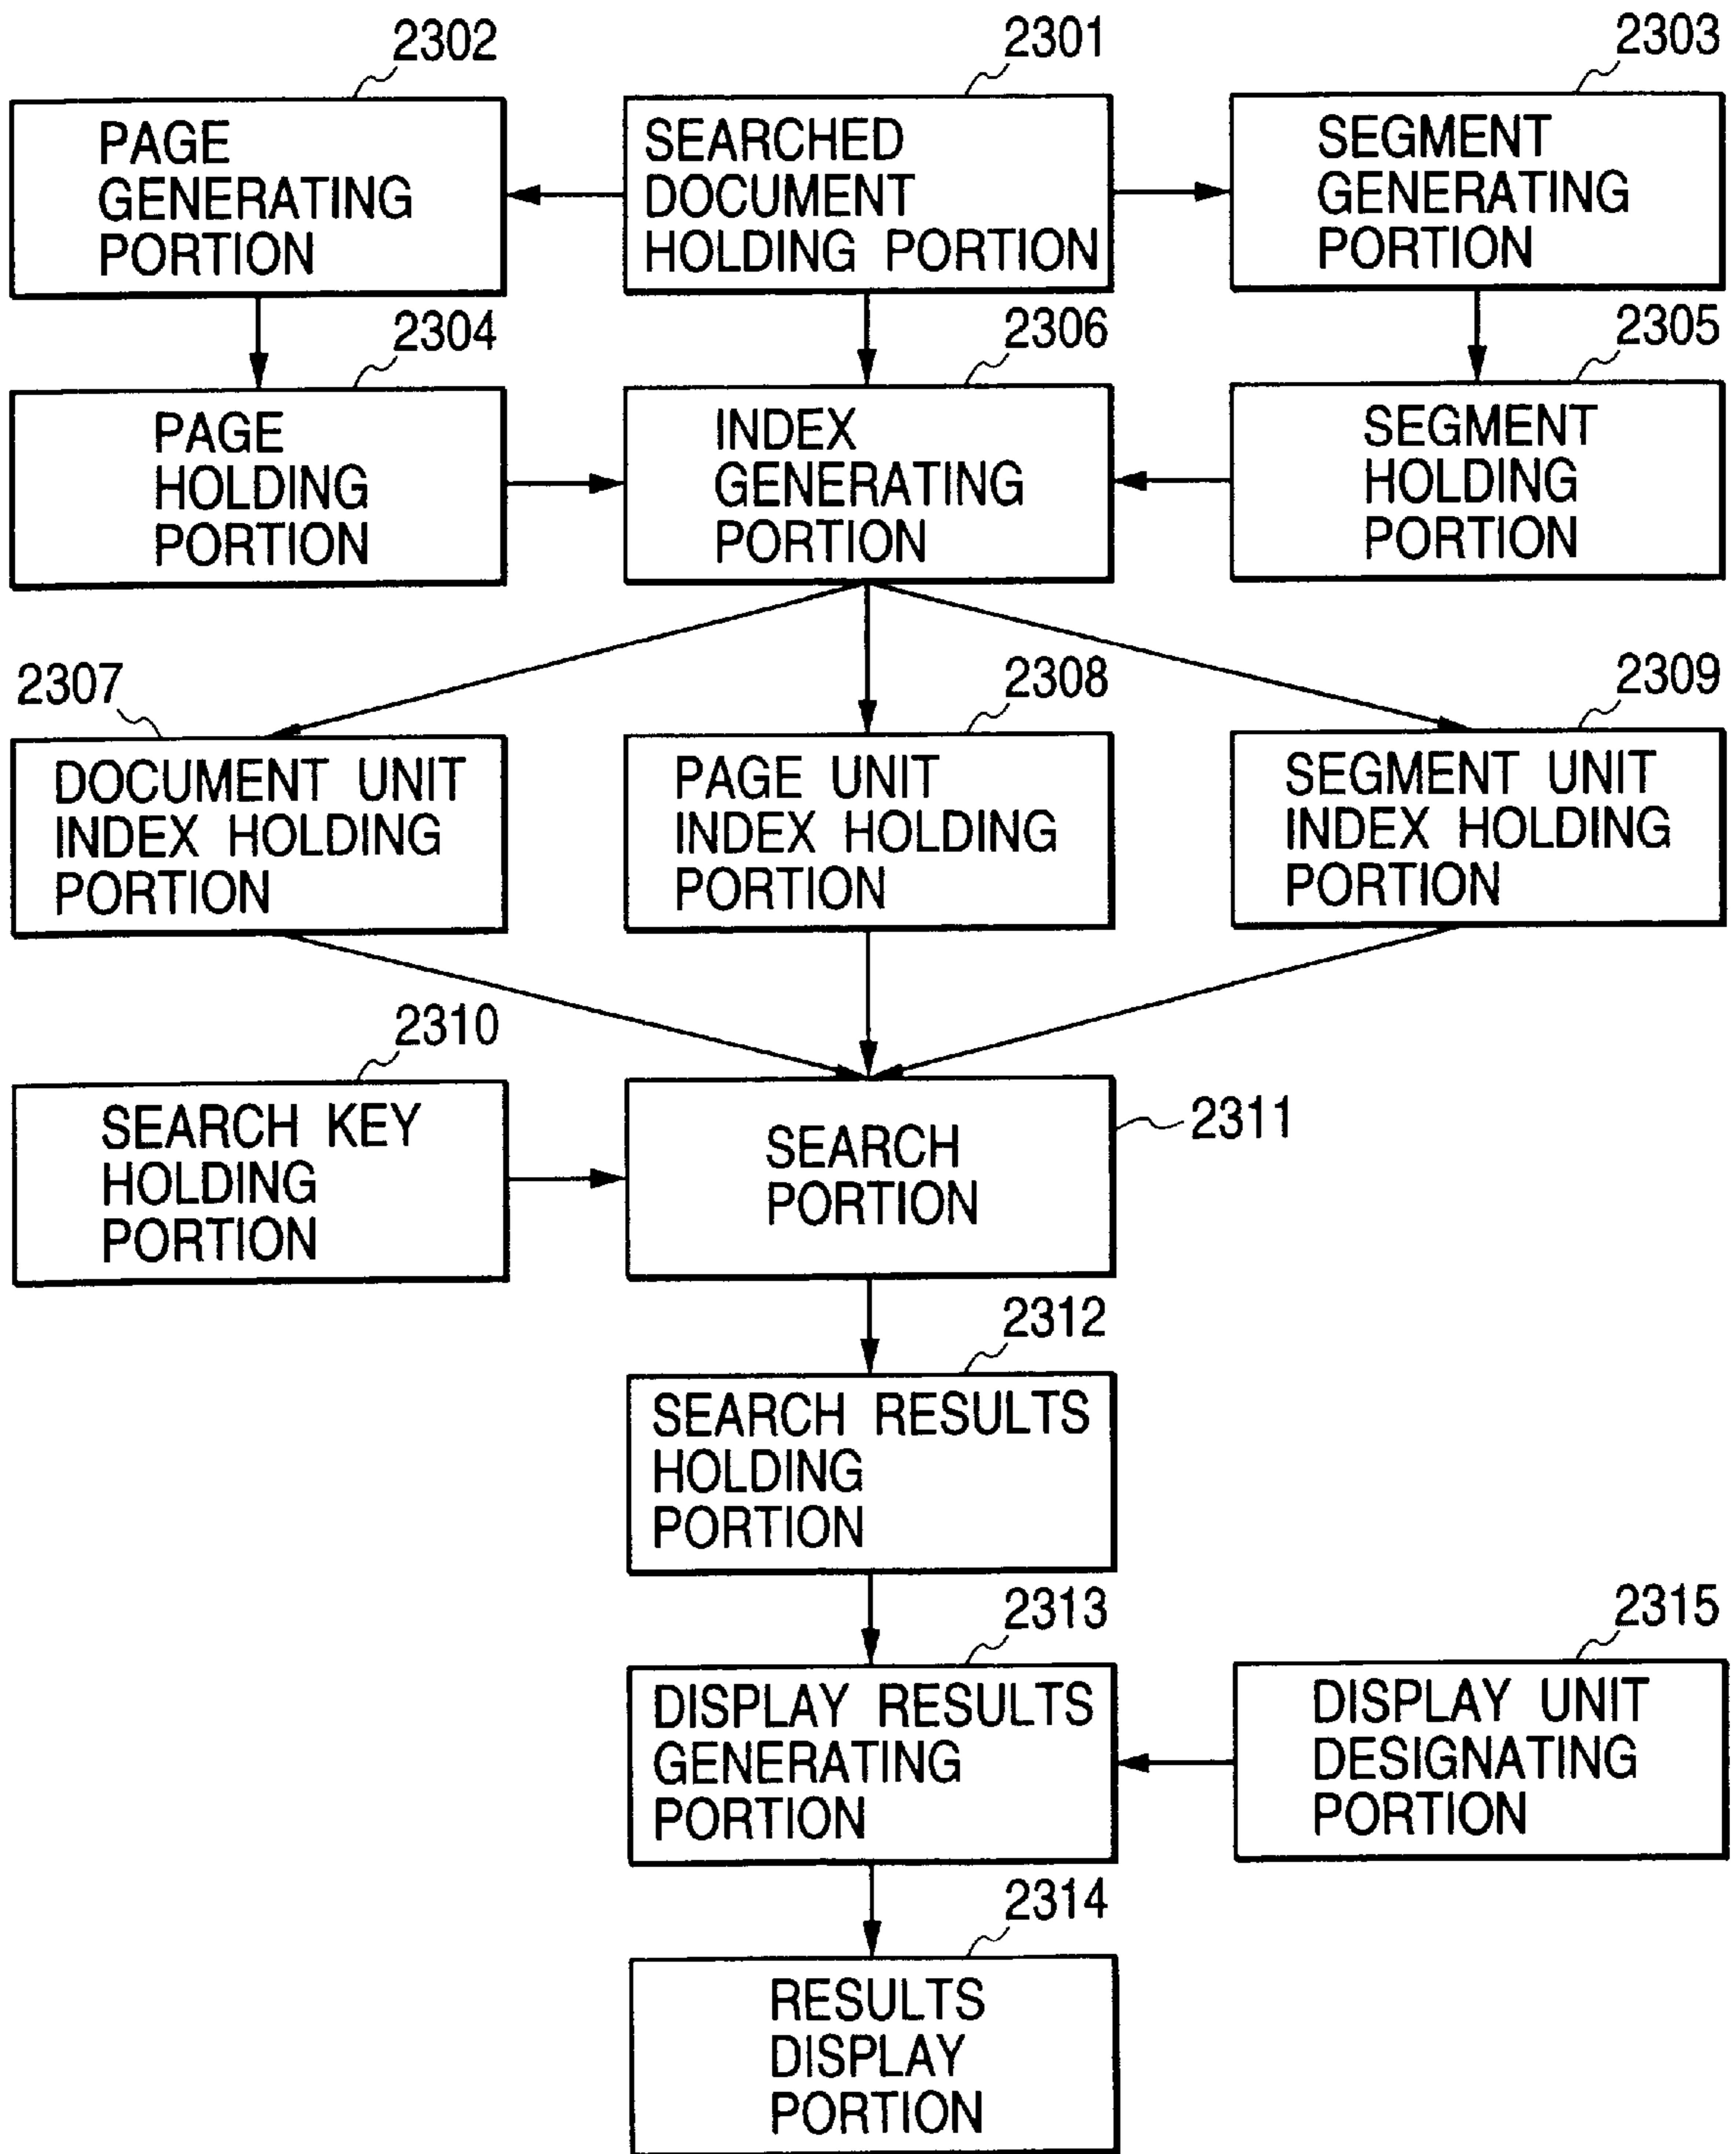 2302
2301
2303
PAGE
GENERATING
PORTION
SEARCHED
DOCUMENT
HOLDING PORTION
SEGMENT
GENERATING
PORTION
2304
2306
2305
PAGE
HOLDING
PORTION
INDEX
GENERATING
PORTION
SEGMENT
HOLDING
PORTION
2307
2308
2309
DOCUMENT UNIT
INDEX HOLDING
PORTION
PAGE UNIT
INDEX HOLDING
PORTION
SEGMENT UNIT
INDEX HOLDING
PORTION
2310
SEARCH KEY
HOLDING
PORTION
SEARCH
PORTION
2311
2312
SEARCH RESULTS
HOLDING
PORTION
2313
2315
DISPLAY RESULTS
GENERATING
PORTION
DISPLAY UNIT
DESIGNATING
PORTION
2314
RESULTS
DISPLAY
PORTION